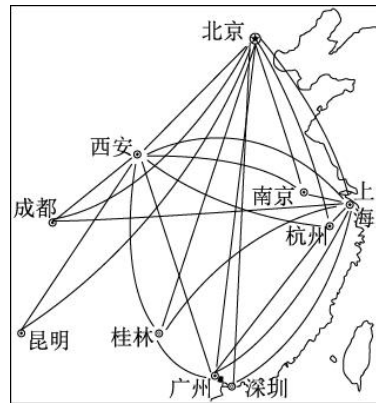 北京
西安
成都
南京
上海
杭州
昆明
桂林
广州
深圳